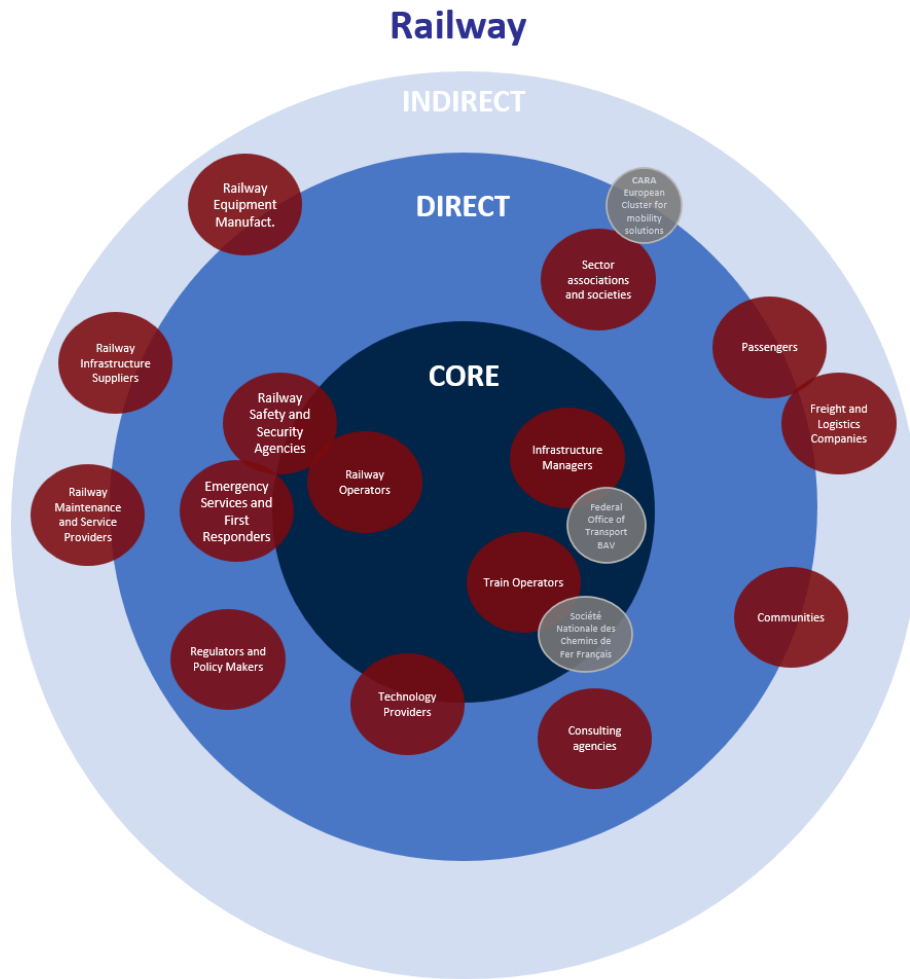 Railway
INDIRECT
DIRECT
CORE
Railway
Equipment
Manufact.
CARA
European
Cluster for
mobility
solutions
Sector
associations
and societies
Railway
Infrastructure
Suppliers
Passengers
Freight and
Logistics
Companies
Railway
Safety and
Security
Agencies
Railway
Operators
Infrastructure
Managers
Railway
Maintenance
and Service
Providers
Emergency
Services and
First
Responders
Federal
Office of
Transport
BAV
Train Operators
Société
Nationale des
Chemins de
Fer Français
Communities
Regulators and
Policy Makers
Technology
Providers
Consulting
agencies